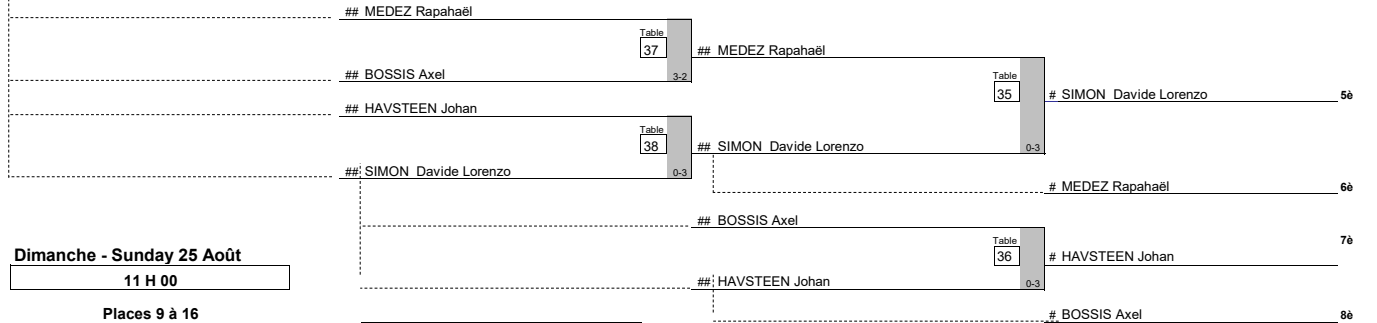 ## MEDEZ Rapahaël
Table
37
## MEDEZ Rapahaël
## BOSSIS Axel
3-2
Table
35
# SIMON Davide Lorenzo
5è
## HAVSTEEN Johan
Table
38
## SIMON Davide Lorenzo
0-3
## SIMON Davide Lorenzo
0-3
# MEDEZ Rapahaël
6è
## BOSSIS Axel
7è
Table
36
# HAVSTEEN Johan
Dimanche - Sunday 25 Août
11 H 00
## HAVSTEEN Johan
0-3
Places 9 à 16
# BOSSIS Axel
8è